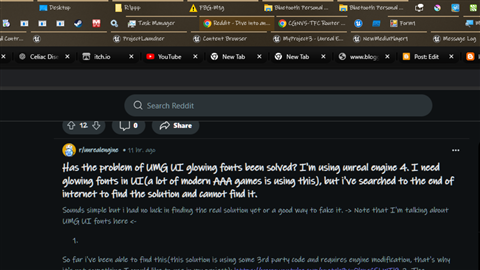 Desktop
Rippp
FBG-Mtg
Bluetooth Personal ...
Bluetooth Personal ...
Task Manager
Reddit - Dive into an...
CGNV5-TPC Router ...
Form1
ProjectLauncher
Content Browser
MyProject3 - Unreal E...
NewMediaPlayer1
Message Log
Celiac Dise
itch.io
YouTube
New Tab
New Tab
www.blog
Post: Edit
Search Reddit
12
0
Share
r/unrealengine • 11 hr. ago
Has the problem of UMG UI glowing fonts been solved? I'm using unreal engine 4. I need
glowing fonts in UI(a lot of modern AAA games is using this), but i've searched to the end of
internet to find the solution and cannot find it.
Sounds simple but i had no luck in finding the real solution yet or a good way to fake it. -> Note that I'm talking about
UMG UI fonts here <-
1.
So far i've been able to find this(this solution is using some 3rd party code and requires engine modification, that's why